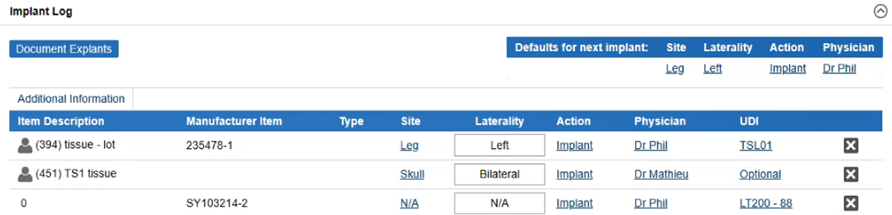 Implant Log
Document Explants
Defaults for next implant: Site Laterality Action Physician
Leg Left Implant Dr Phil
Additional Information
Item Description Manufacturer Item Type Site Laterality Action Physician UDI
(394) tissue - lot 235478-1 Leg Left Implant Dr Phil TSL01
(451) TS1 tissue Skull Bilateral Implant Dr Mathieu Optional
0 SY103214-2 N/A N/A Implant Dr Phil LT200 - 88